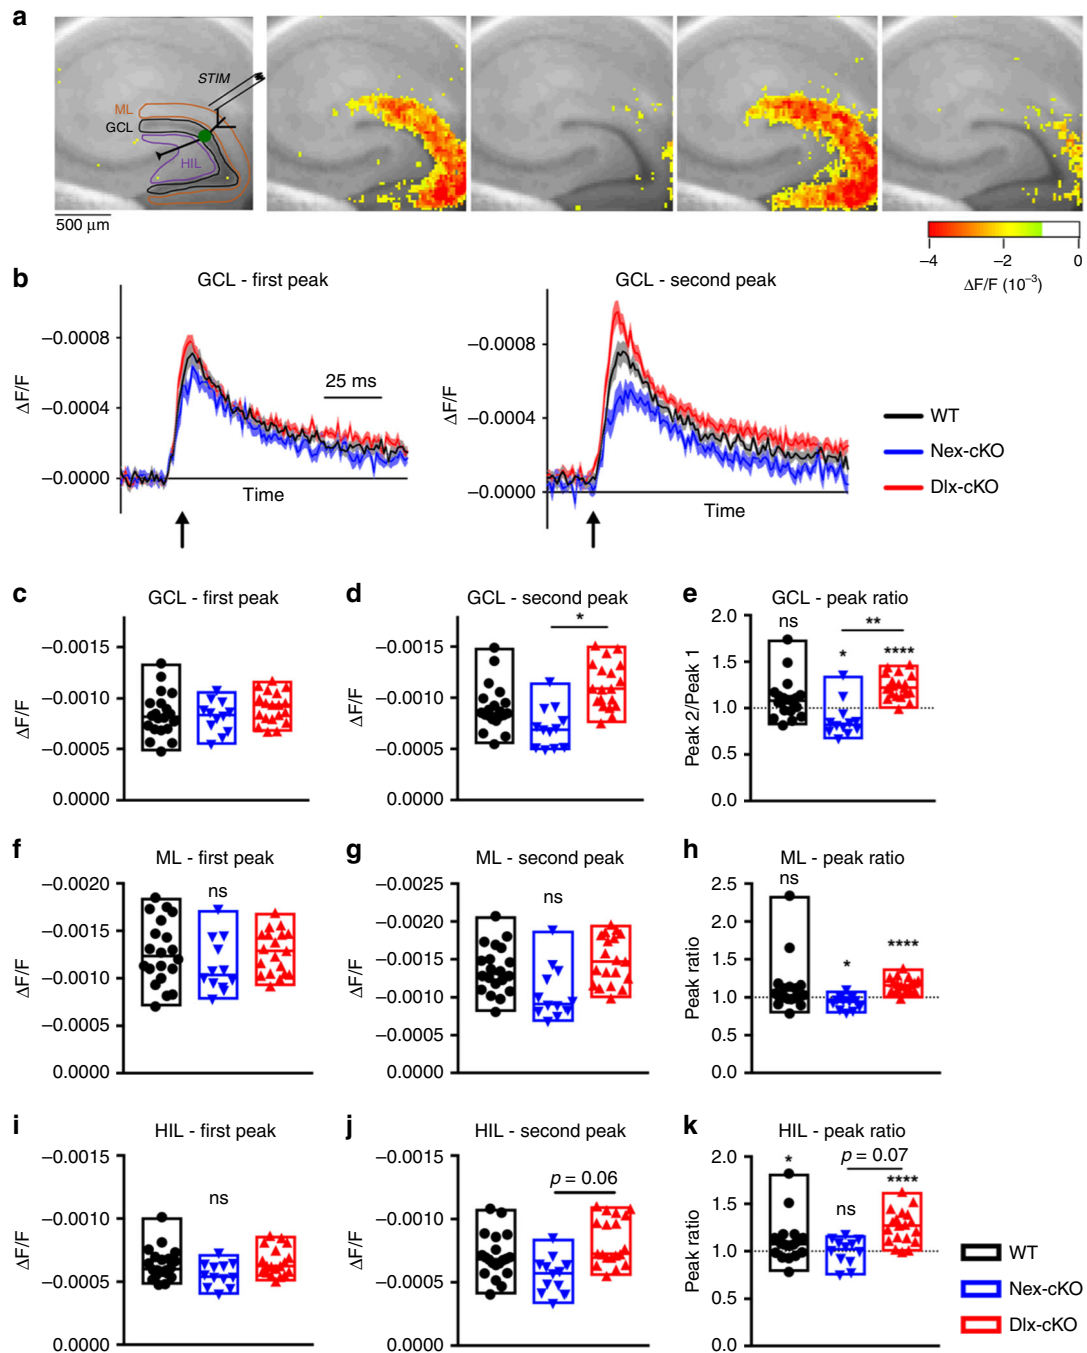 a
STIM
ML
GCL
HIL
500 µm
−4
−2
0
ΔF/F (10⁻³)
b
GCL - first peak
−0.0008
−0.0004
−0.0000
ΔF/F
25 ms
Time
GCL - second peak
−0.0008
−0.0004
−0.0000
ΔF/F
Time
WT
Nex-cKO
Dlx-cKO
c
GCL - first peak
−0.0015
−0.0010
−0.0005
0.0000
ΔF/F
d
GCL - second peak
*
−0.0015
−0.0010
−0.0005
0.0000
ΔF/F
e
GCL - peak ratio
ns
**
*
****
2.0
1.5
1.0
0.5
0.0
Peak 2/Peak 1
f
ML - first peak
ns
−0.0020
−0.0015
−0.0010
−0.0005
0.0000
ΔF/F
g
ML - second peak
ns
−0.0025
−0.0020
−0.0015
−0.0010
−0.0005
0.0000
ΔF/F
h
ML - peak ratio
ns
*
****
2.5
2.0
1.5
1.0
0.5
0.0
Peak ratio
i
HIL - first peak
ns
−0.0015
−0.0010
−0.0005
0.0000
ΔF/F
j
HIL - second peak
p = 0.06
−0.0015
−0.0010
−0.0005
0.0000
ΔF/F
k
HIL - peak ratio
p = 0.07
*
ns
****
2.0
1.5
1.0
0.5
0.0
Peak ratio
WT
Nex-cKO
Dlx-cKO